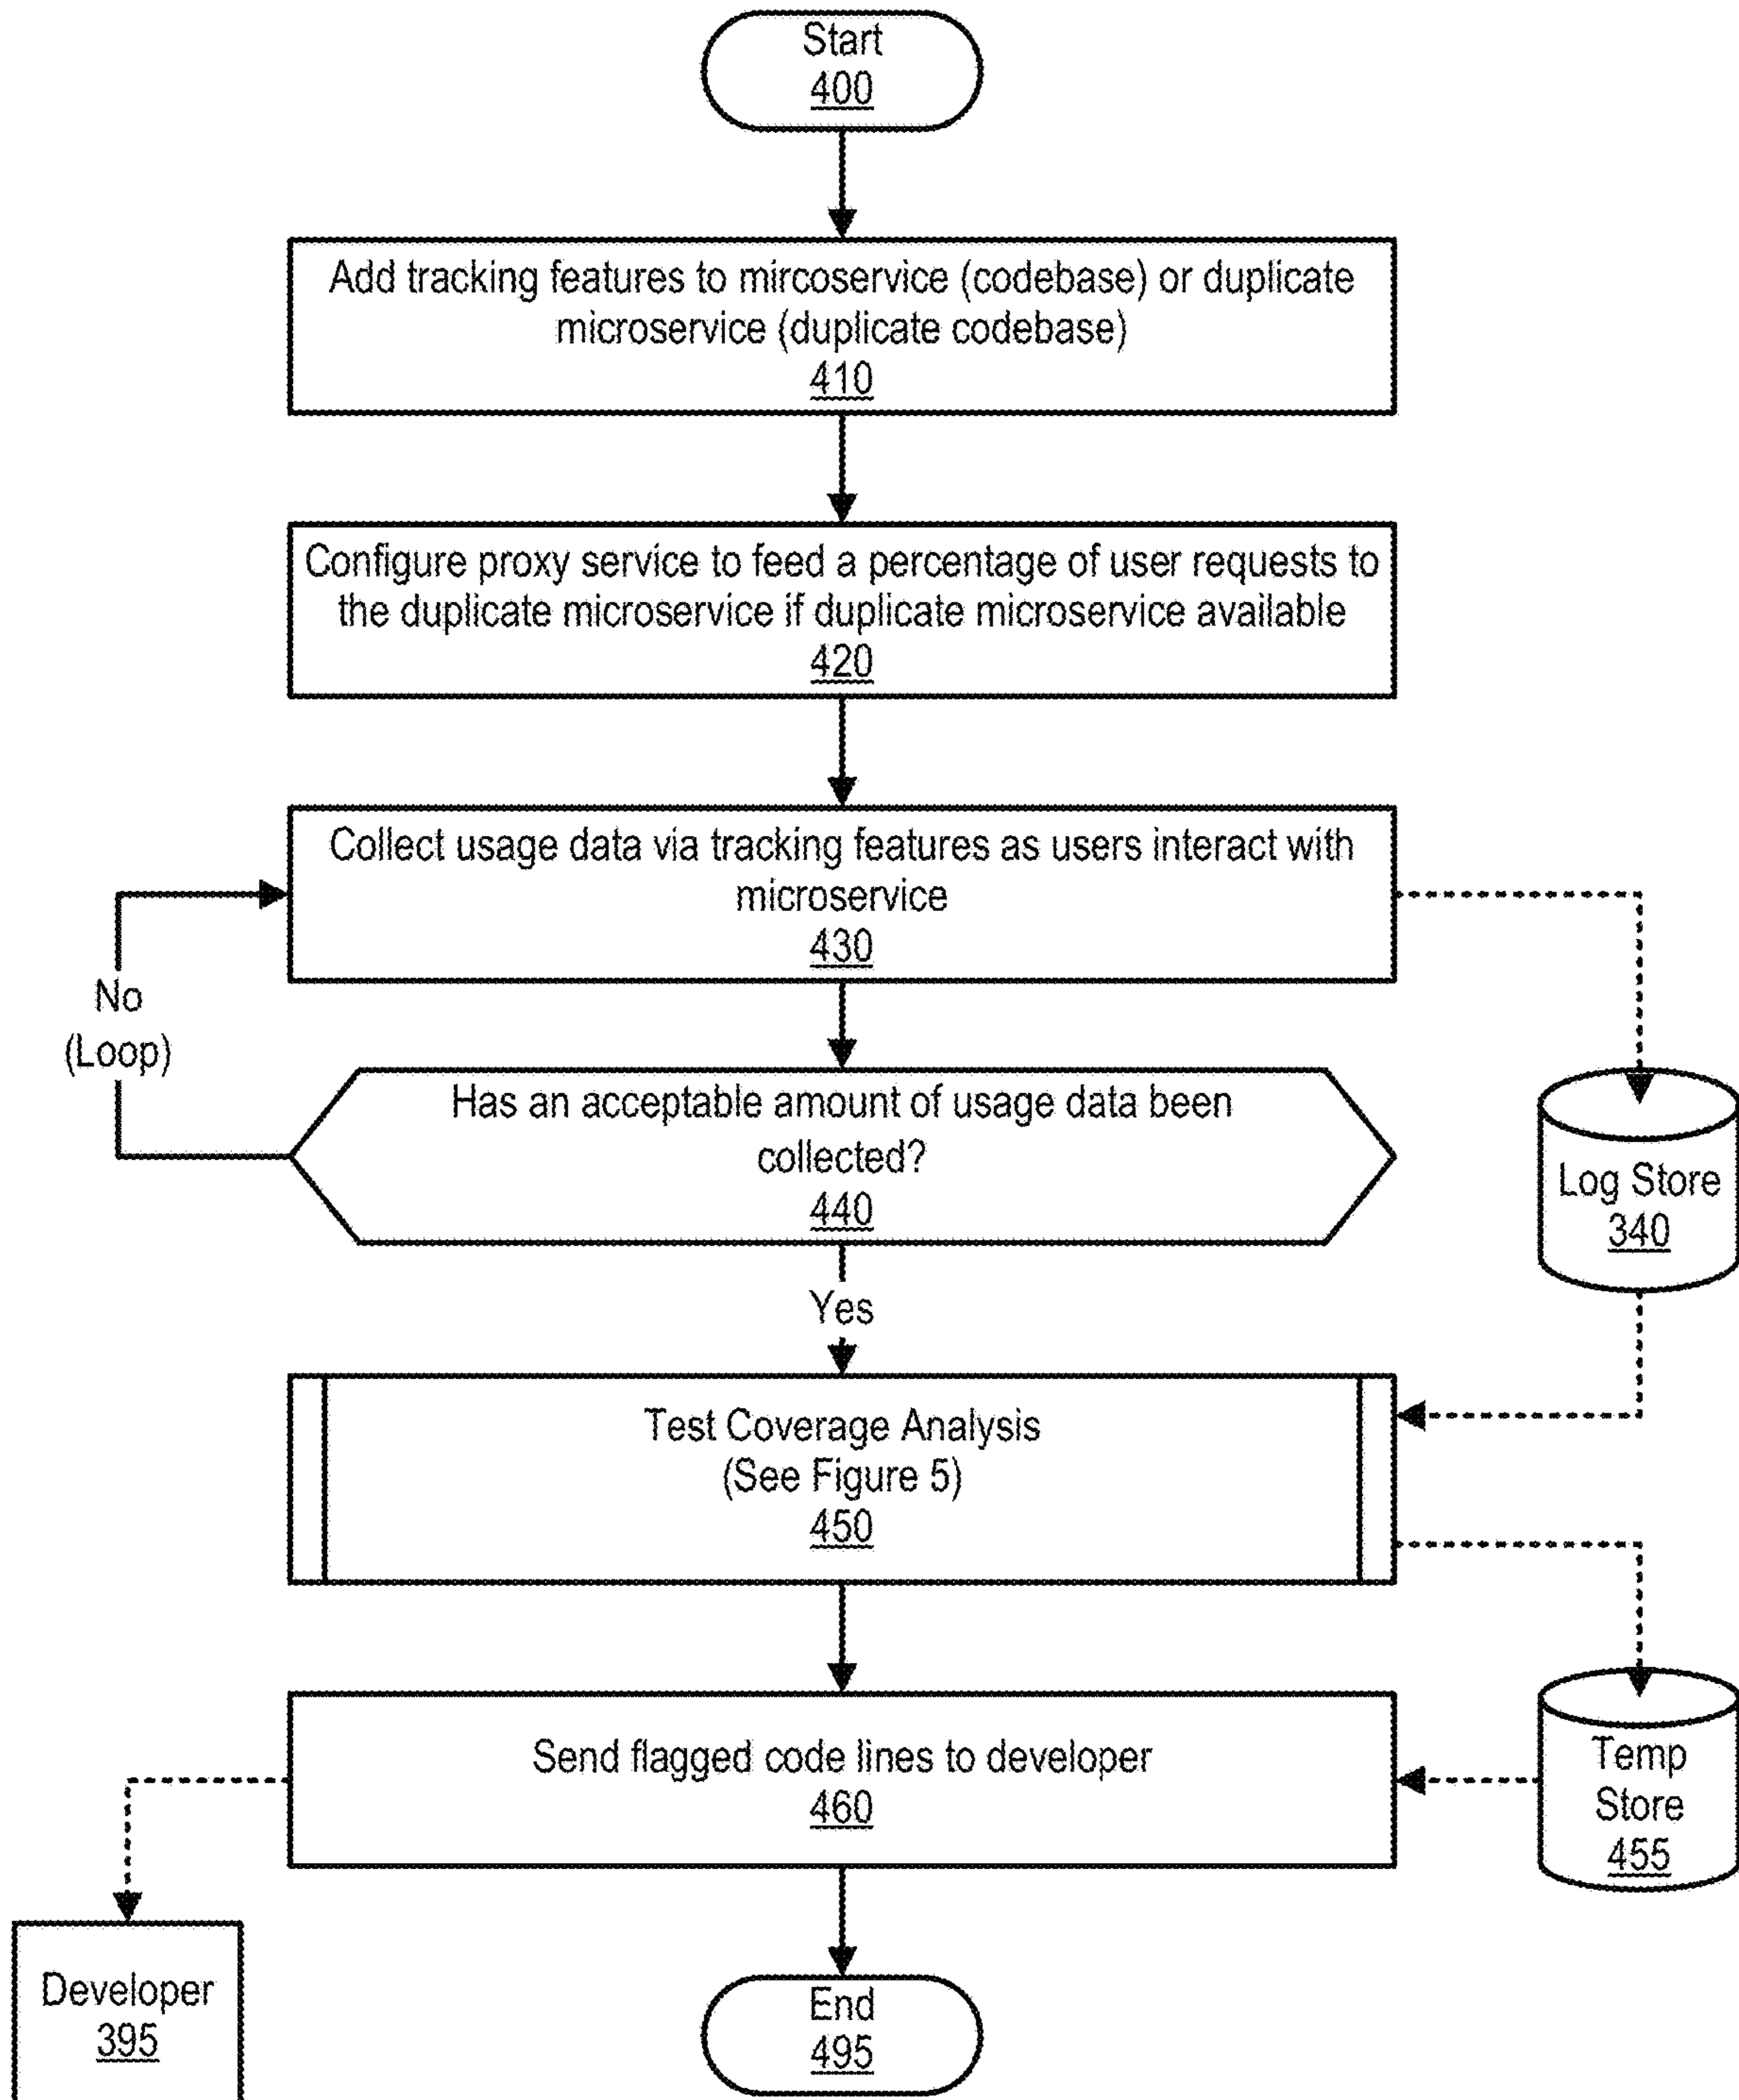 Start
400
Add tracking features to mircoservice (codebase) or duplicate
microservice (duplicate codebase)
410
Configure proxy service to feed a percentage of user requests to
the duplicate microservice if duplicate microservice available
420
Collect usage data via tracking features as users interact with
microservice
430
No
(Loop)
Has an acceptable amount of usage data been
collected?
440
Log Store
340
Yes
Test Coverage Analysis
(See Figure 5)
450
Send flagged code lines to developer
460
Temp
Store
455
Developer
395
End
495